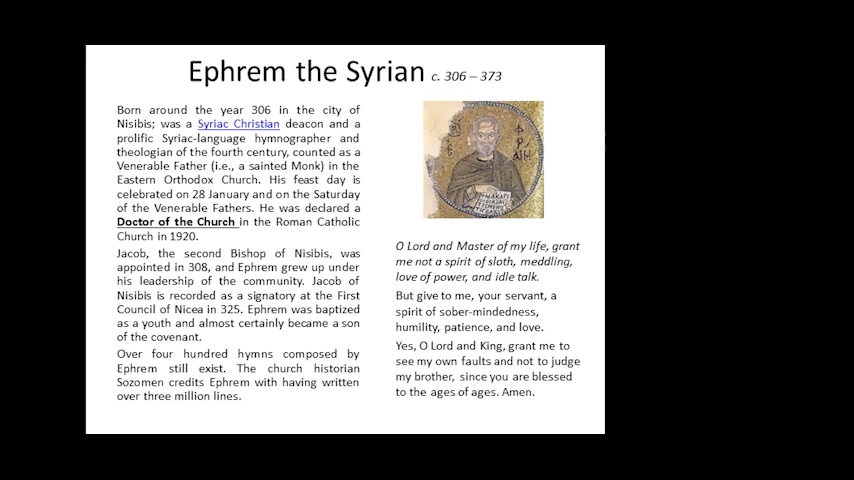 Ephrem the Syrian c. 306 – 373
Born around the year 306 in the city of
Nisibis; was a Syriac Christian deacon and a
prolific Syriac-language hymnographer and
theologian of the fourth century, counted as a
Venerable Father (i.e., a sainted Monk) in the
Eastern Orthodox Church. His feast day is
celebrated on 28 January and on the Saturday
of the Venerable Fathers. He was declared a
Doctor of the Church in the Roman Catholic
Church in 1920.
Jacob, the second Bishop of Nisibis, was
appointed in 308, and Ephrem grew up under
his leadership of the community. Jacob of
Nisibis is recorded as a signatory at the First
Council of Nicea in 325. Ephrem was baptized
as a youth and almost certainly became a son
of the covenant.
Over four hundred hymns composed by
Ephrem still exist. The church historian
Sozomen credits Ephrem with having written
over three million lines.
O Lord and Master of my life, grant
me not a spirit of sloth, meddling,
love of power, and idle talk.
But give to me, your servant, a
spirit of sober-mindedness,
humility, patience, and love.
Yes, O Lord and King, grant me to
see my own faults and not to judge
my brother, since you are blessed
to the ages of ages. Amen.